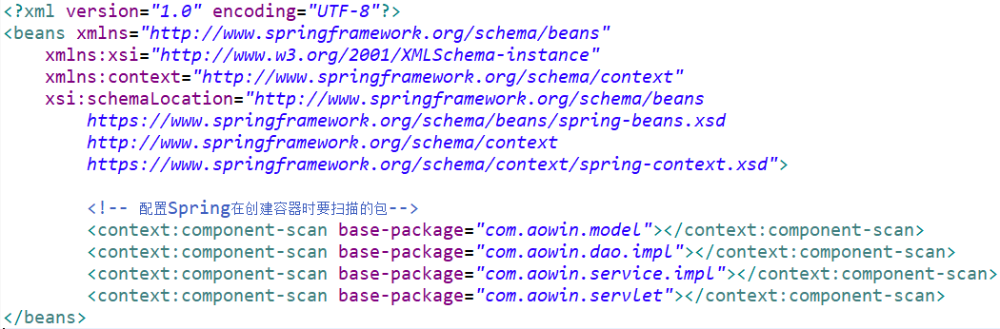 <?xml version="1.0" encoding="UTF-8"?>
<beans xmlns="http://www.springframework.org/schema/beans"
    xmlns:xsi="http://www.w3.org/2001/XMLSchema-instance"
    xmlns:context="http://www.springframework.org/schema/context"
    xsi:schemaLocation="http://www.springframework.org/schema/beans
        https://www.springframework.org/schema/beans/spring-beans.xsd
        http://www.springframework.org/schema/context
        https://www.springframework.org/schema/context/spring-context.xsd">
        <!-- 配置Spring在创建容器时要扫描的包-->
        <context:component-scan base-package="com.aowin.model"></context:component-scan>
        <context:component-scan base-package="com.aowin.dao.impl"></context:component-scan>
        <context:component-scan base-package="com.aowin.service.impl"></context:component-scan>
        <context:component-scan base-package="com.aowin.servlet"></context:component-scan>
</beans>